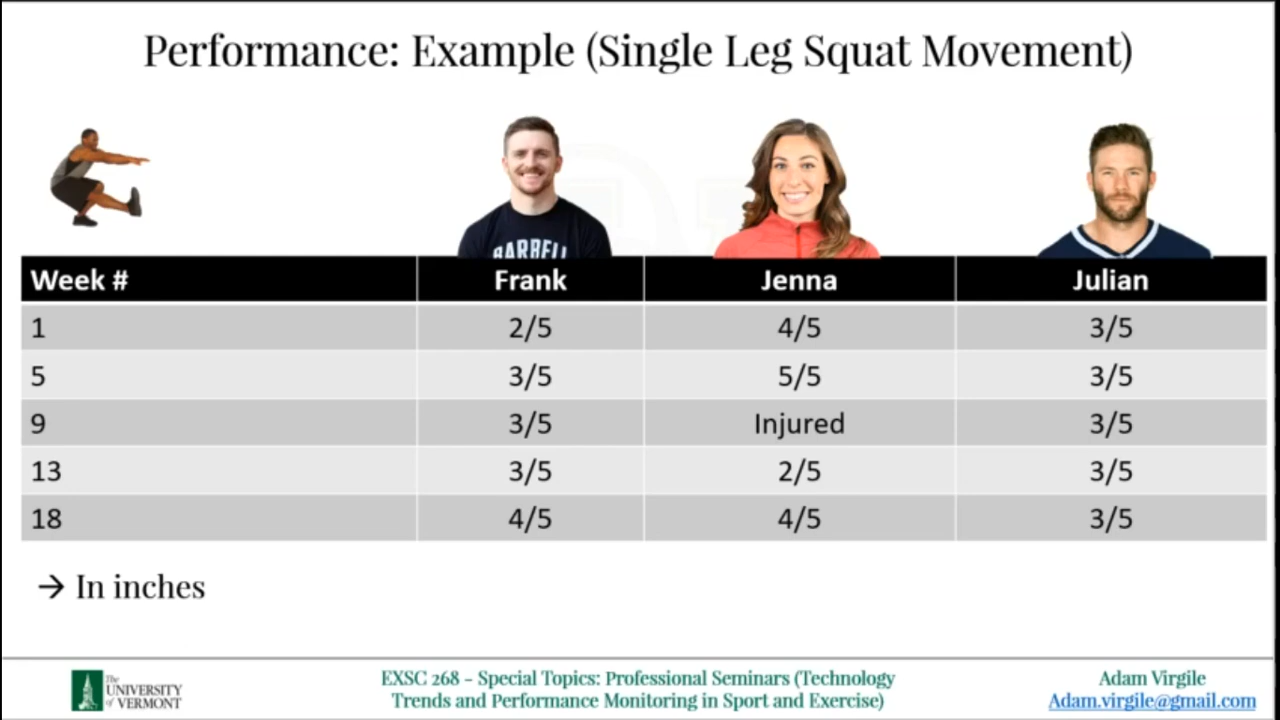 Performance: Example (Single Leg Squat Movement)
BARBELL
Week # Frank Jenna Julian
1 2/5 4/5 3/5
5 3/5 5/5 3/5
9 3/5 Injured 3/5
13 3/5 2/5 3/5
18 4/5 4/5 3/5
→ In inches
The
UNIVERSITY
of VERMONT
EXSC 268 – Special Topics: Professional Seminars (Technology
Trends and Performance Monitoring in Sport and Exercise)
Adam Virgile
Adam.virgile@gmail.com